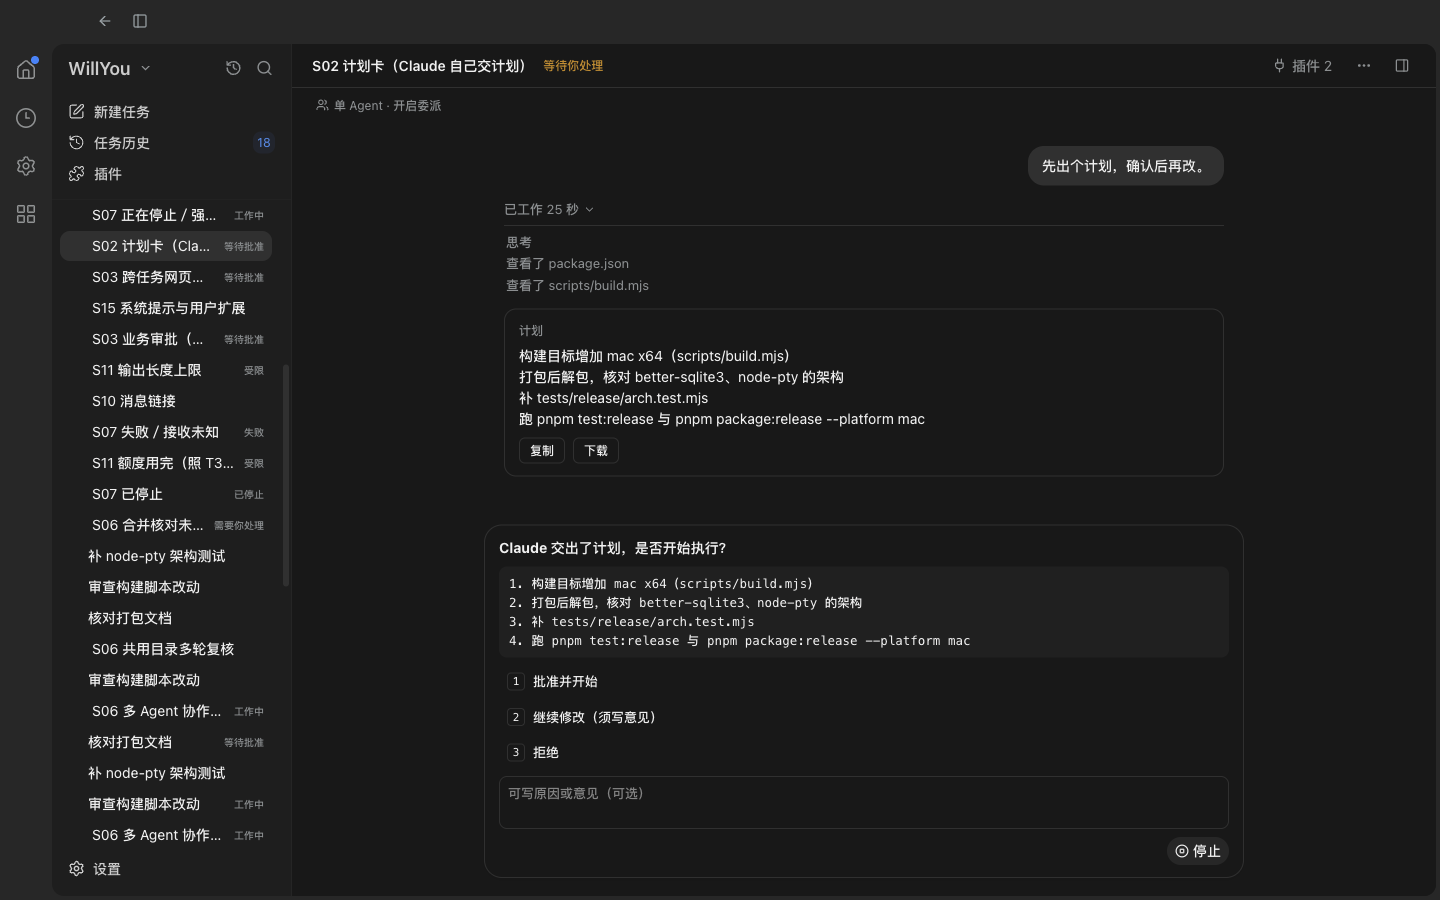 WillYou
新建任务
任务历史 18
插件
S07 正在停止 / 强... 工作中
S02 计划卡（Cla... 等待批准
S03 跨任务网页... 等待批准
S15 系统提示与用户扩展
S03 业务审批（... 等待批准
S11 输出长度上限 受限
S10 消息链接
S07 失败 / 接收未知 失败
S11 额度用完（照 T3... 受限
S07 已停止 已停止
S06 合并核对未... 需要你处理
补 node-pty 架构测试
审查构建脚本改动
核对打包文档
S06 共用目录多轮复核
审查构建脚本改动
S06 多 Agent 协作... 工作中
核对打包文档 等待批准
补 node-pty 架构测试
审查构建脚本改动 工作中
S06 多 Agent 协作... 工作中
设置
S02 计划卡（Claude 自己交计划） 等待你处理
插件 2
单 Agent · 开启委派
先出个计划，确认后再改。
已工作 25 秒
思考
查看了 package.json
查看了 scripts/build.mjs
计划
构建目标增加 mac x64（scripts/build.mjs）
打包后解包，核对 better-sqlite3、node-pty 的架构
补 tests/release/arch.test.mjs
跑 pnpm test:release 与 pnpm package:release --platform mac
复制 下载
Claude 交出了计划，是否开始执行？
1. 构建目标增加 mac x64（scripts/build.mjs）
2. 打包后解包，核对 better-sqlite3、node-pty 的架构
3. 补 tests/release/arch.test.mjs
4. 跑 pnpm test:release 与 pnpm package:release --platform mac
1 批准并开始
2 继续修改（须写意见）
3 拒绝
可写原因或意见（可选）
停止